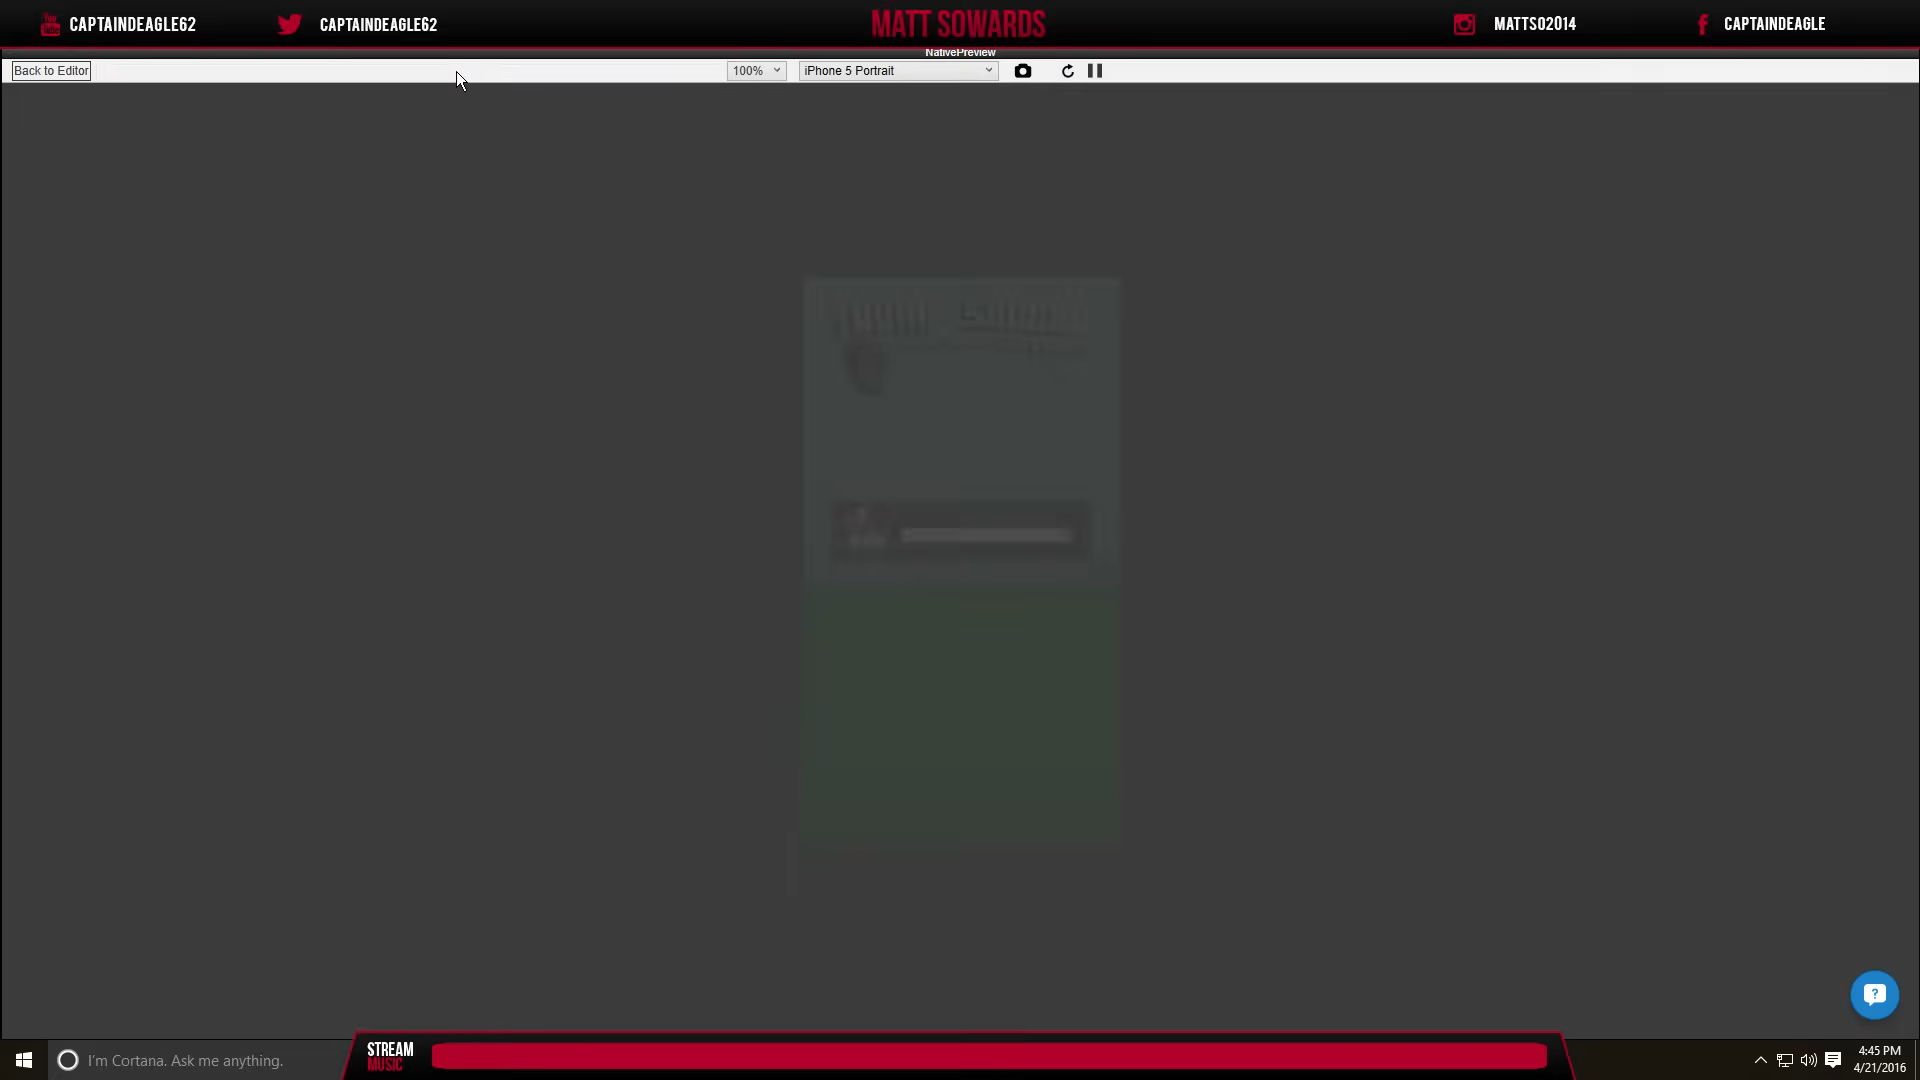 CAPTAINDEAGLE62
CAPTAINDEAGLE62
MATT SOWARDS
MATTSO2014
CAPTAINDEAGLE
NativePreview
Back to Editor
100%
iPhone 5 Portrait
I'm Cortana. Ask me anything.
STREAM
MUSIC
4:45 PM
4/21/2016